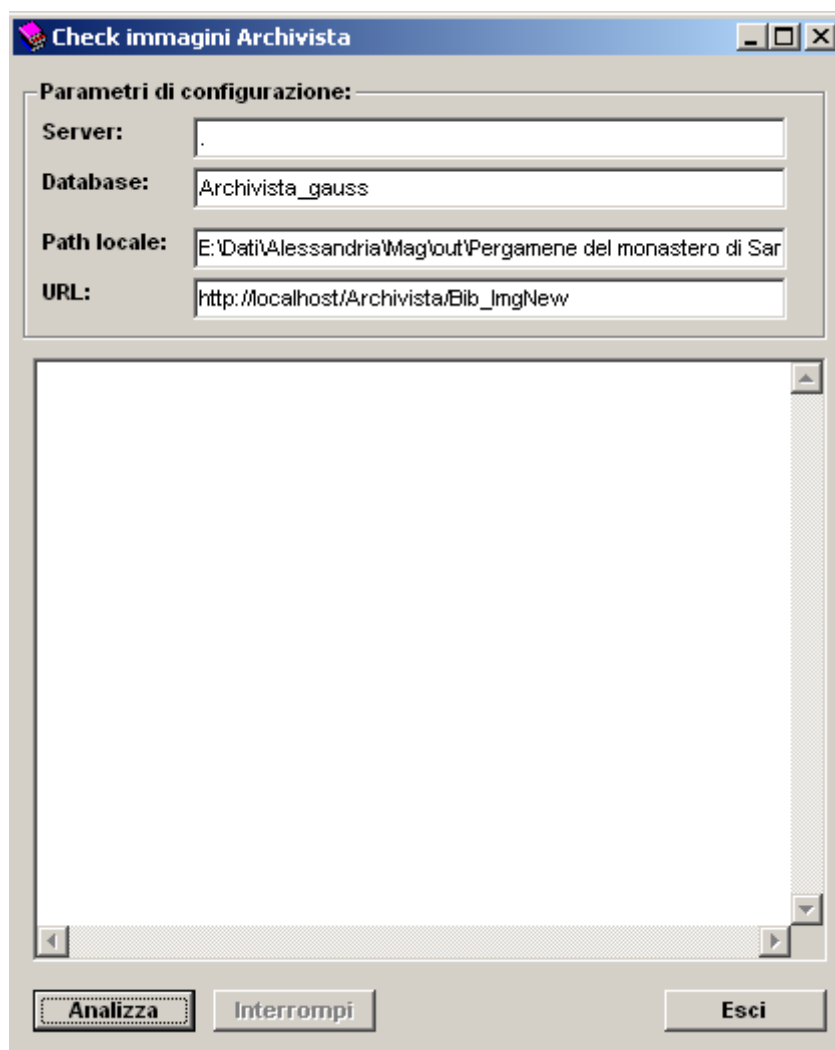 Check immagini Archivista
Parametri di configurazione:
Server: .
Database: Archivista_gauss
Path locale: E:\Dati\Alessandria\Mag\out\Pergamene del monastero di Sar
URL: http://localhost/Archivista/Bib_ImgNew
Analizza Interrompi Esci